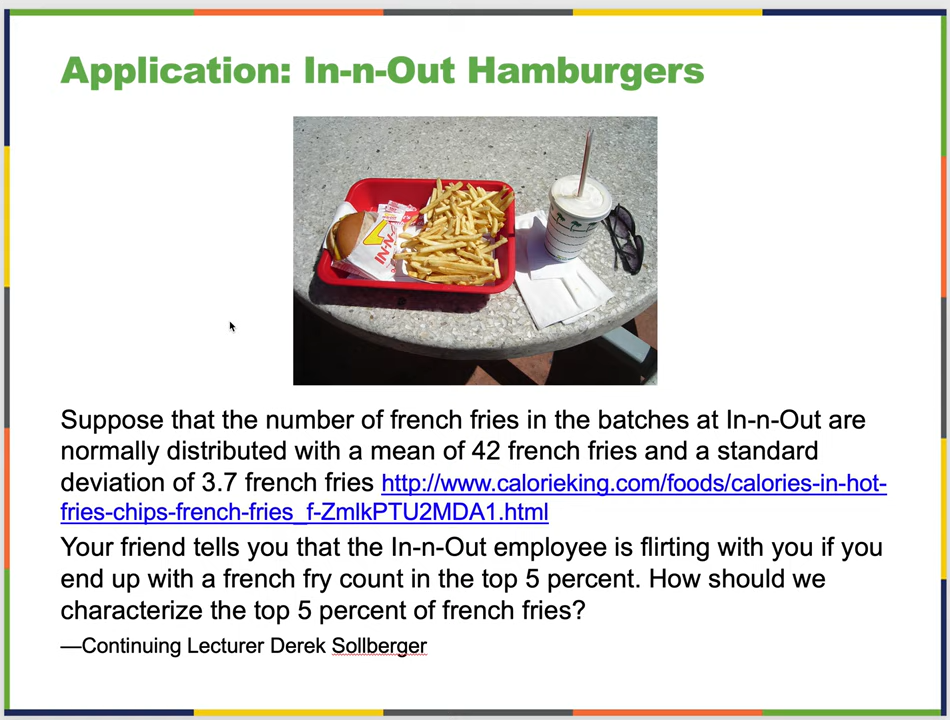 Application: In-n-Out Hamburgers
IN-N-O
Suppose that the number of french fries in the batches at In-n-Out are
normally distributed with a mean of 42 french fries and a standard
deviation of 3.7 french fries http://www.calorieking.com/foods/calories-in-hot-
fries-chips-french-fries_f-ZmlkPTU2MDA1.html
Your friend tells you that the In-n-Out employee is flirting with you if you
end up with a french fry count in the top 5 percent. How should we
characterize the top 5 percent of french fries?
—Continuing Lecturer Derek Sollberger